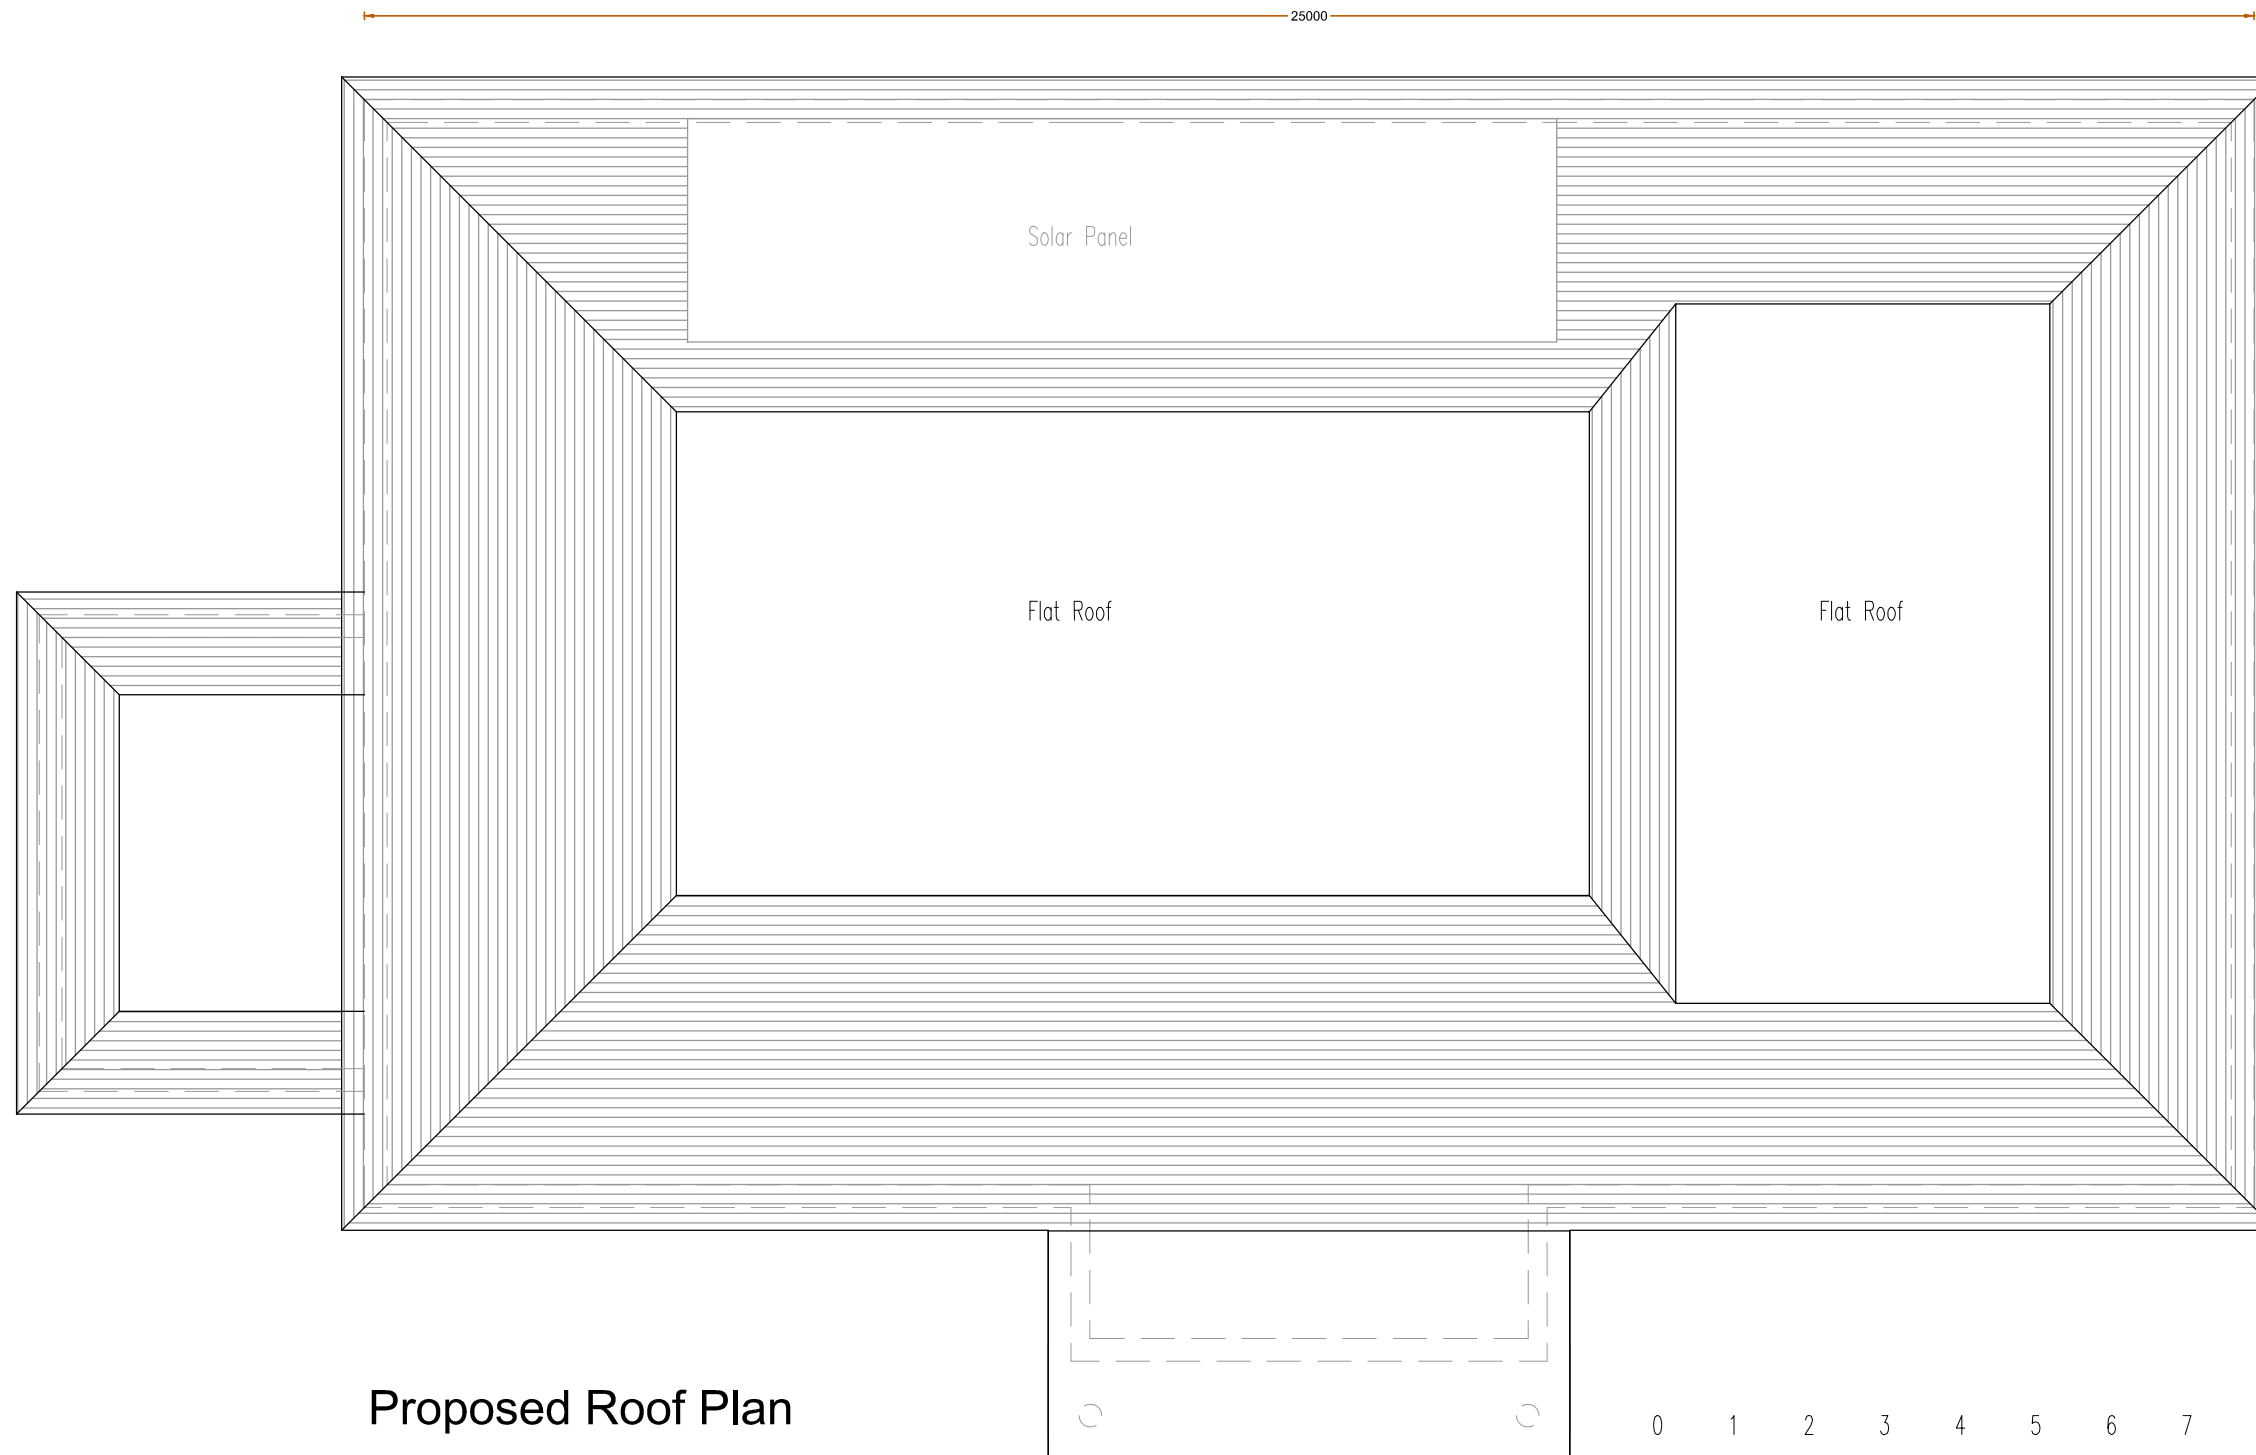 25000
Solar Panel
Flat Roof
Flat Roof
Proposed Roof Plan
0 1 2 3 4 5 6 7